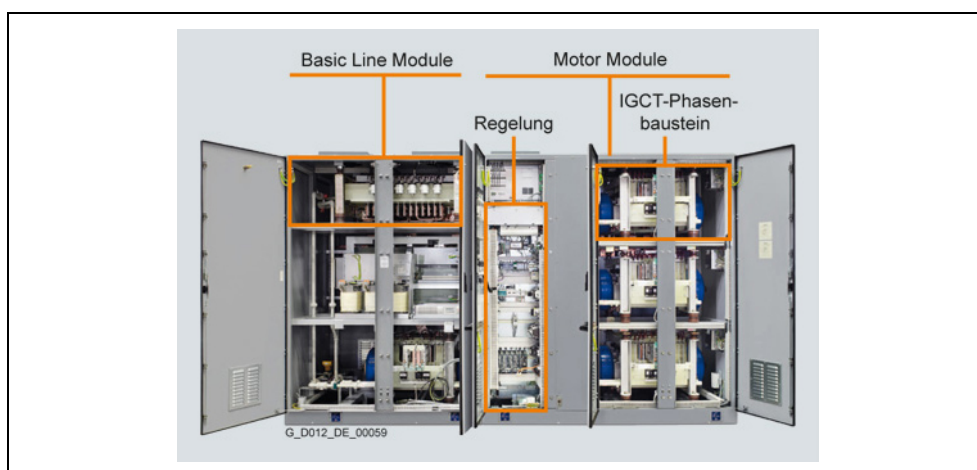 Basic Line Module
Motor Module
IGCT-Phasen-
baustein
Regelung
G_D012_DE_00059